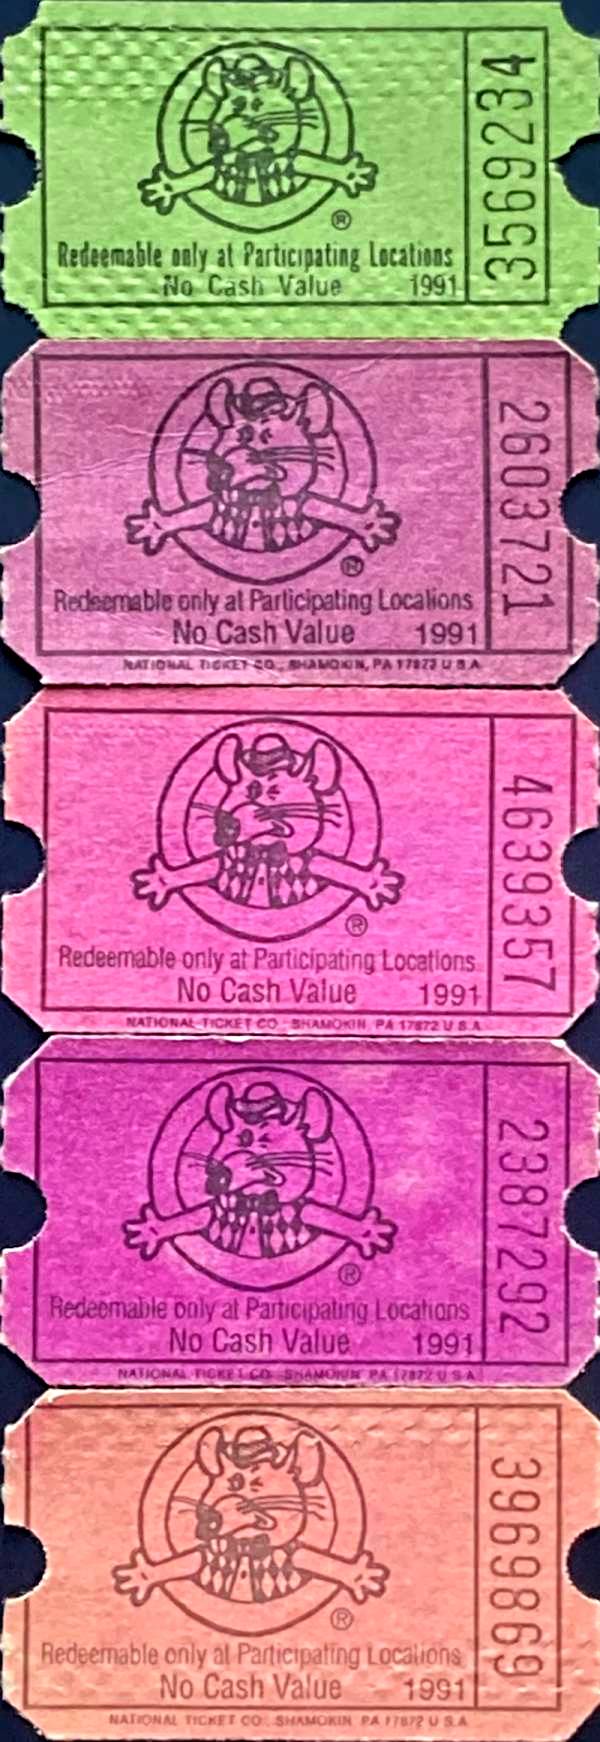 Redeemable only at Participating Locations
No Cash Value 1991
3569234
®
Redeemable only at Participating Locations
No Cash Value 1991
NATIONAL TICKET CO., SHAMOKIN, PA 17872 U S A
2603721
®
Redeemable only at Participating Locations
No Cash Value 1991
NATIONAL TICKET CO SHAMOKIN PA 17872 U S A
4639357
®
Redeemable only at Participating Locations
No Cash Value 1991
NATIONAL TICKET CO SHAMOKIN PA 17872 U S A
2387292
®
Redeemable only at Participating Locations
No Cash Value 1991
NATIONAL TICKET CO SHAMOKIN PA 17872 U S A
3969869
®